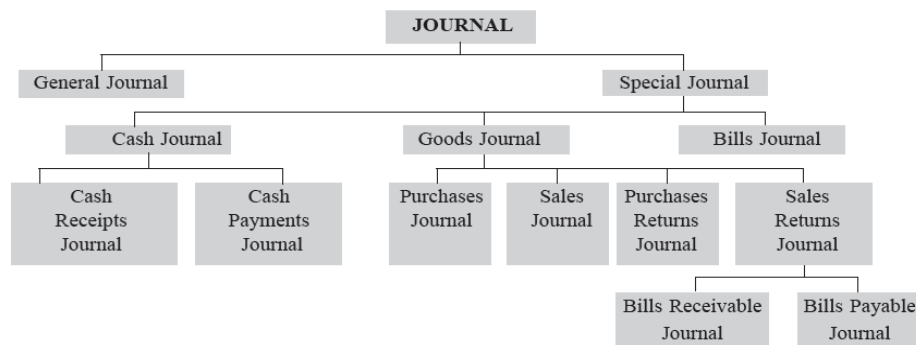 JOURNAL
General Journal
Special Journal
Cash Journal
Goods Journal
Bills Journal
Cash
Receipts
Journal
Cash
Payments
Journal
Purchases
Journal
Sales
Journal
Purchases
Returns
Journal
Sales
Returns
Journal
Bills Receivable
Journal
Bills Payable
Journal